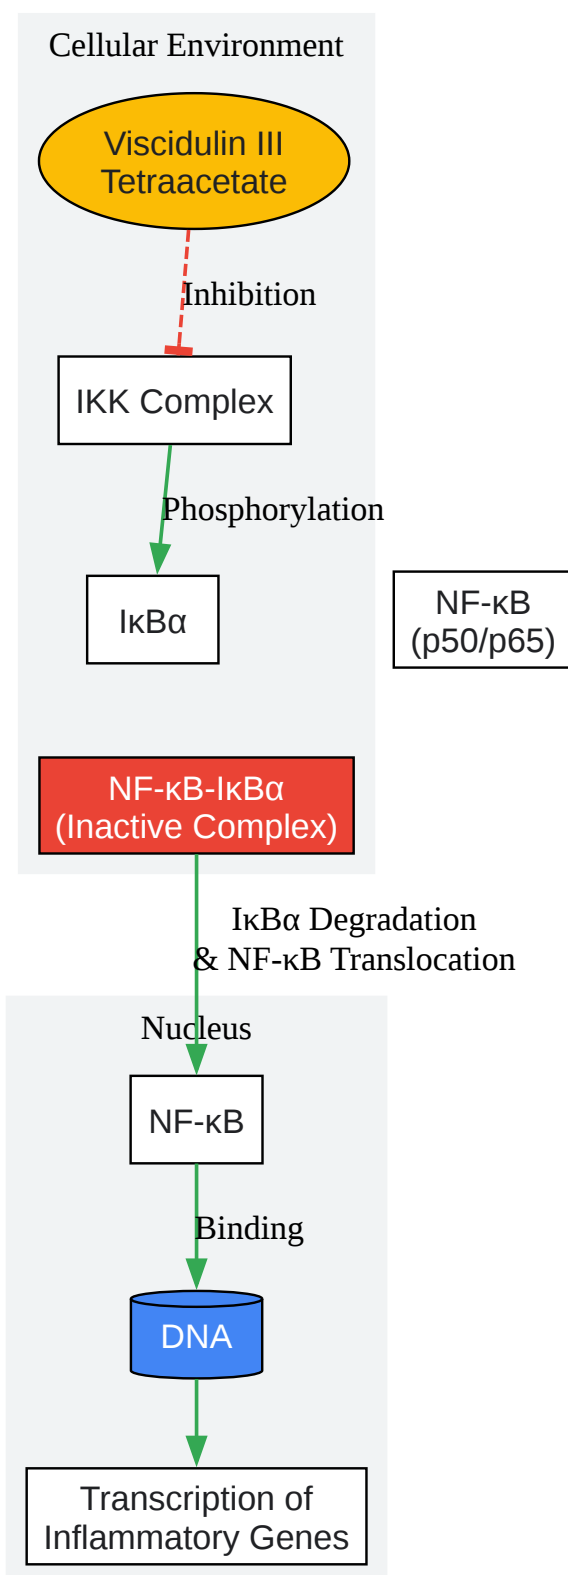 Cellular Environment
Viscidulin III
Tetraacetate
Inhibition
IKK Complex
Phosphorylation
IκBα
NF-κB
(p50/p65)
NF-κB-IκBα
(Inactive Complex)
IκBα Degradation
& NF-κB Translocation
Nucleus
NF-κB
Binding
DNA
Transcription of
Inflammatory Genes